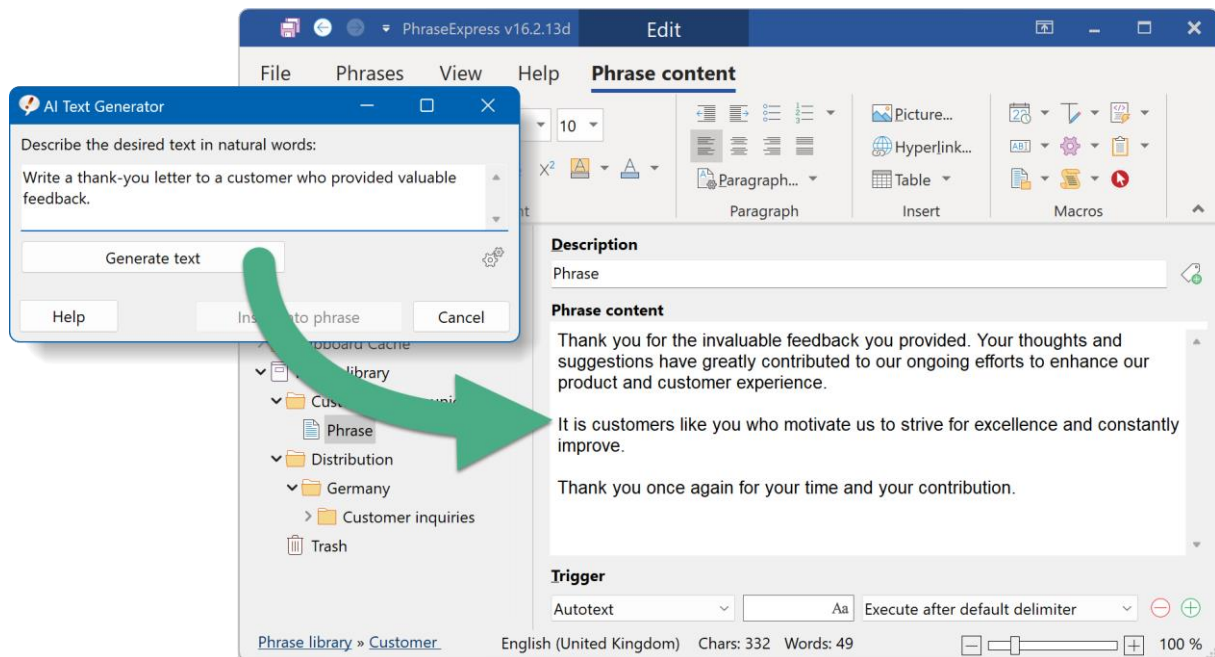 PhraseExpress v16.2.13d
Edit
File Phrases View Help Phrase content
AI Text Generator
Describe the desired text in natural words:
Write a thank-you letter to a customer who provided valuable
feedback.
Generate text
Help
phrase
Cancel
10
Paragraph...
Paragraph
Picture...
Hyperlink...
Table
Insert
Macros
Description
Phrase
Phrase content
Thank you for the invaluable feedback you provided. Your thoughts and
suggestions have greatly contributed to our ongoing efforts to enhance our
product and customer experience.
It is customers like you who motivate us to strive for excellence and constantly
improve.
Thank you once again for your time and your contribution.
Cache
library
Phrase
Distribution
Germany
Customer inquiries
Trash
Trigger
Autotext Aa Execute after default delimiter
Phrase library » Customer English (United Kingdom) Chars: 332 Words: 49 100 %